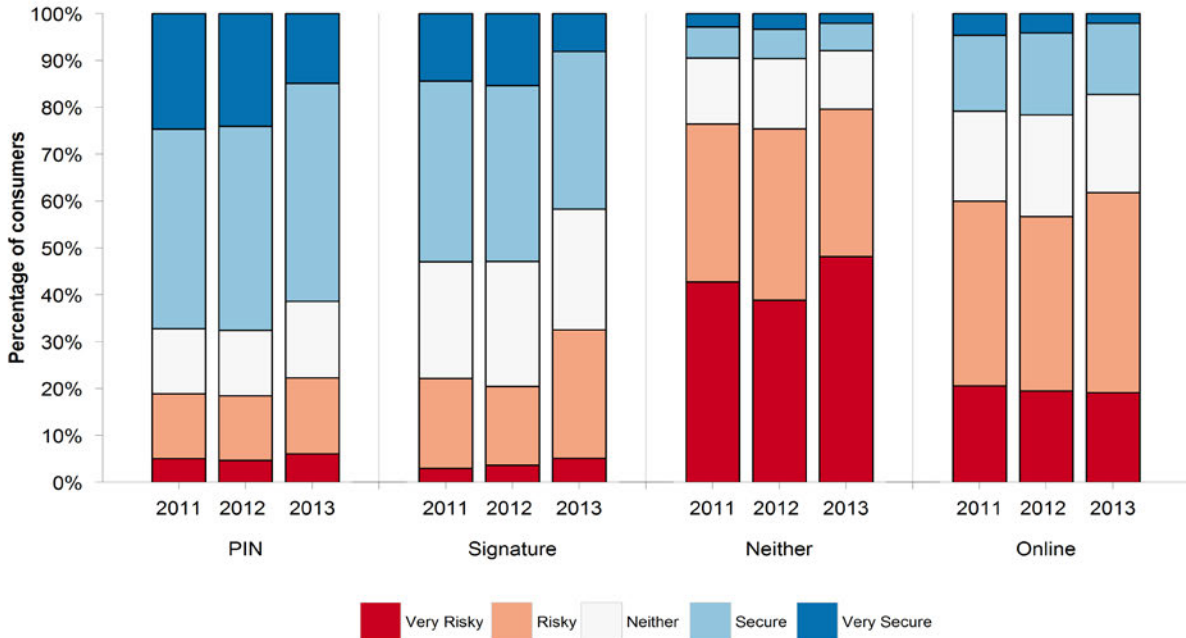 100%
90%
80%
70%
60%
50%
40%
30%
20%
10%
0%
Percentage of consumers
2011 2012 2013 2011 2012 2013 2011 2012 2013 2011 2012 2013
PIN Signature Neither Online
Very Risky Risky Neither Secure Very Secure